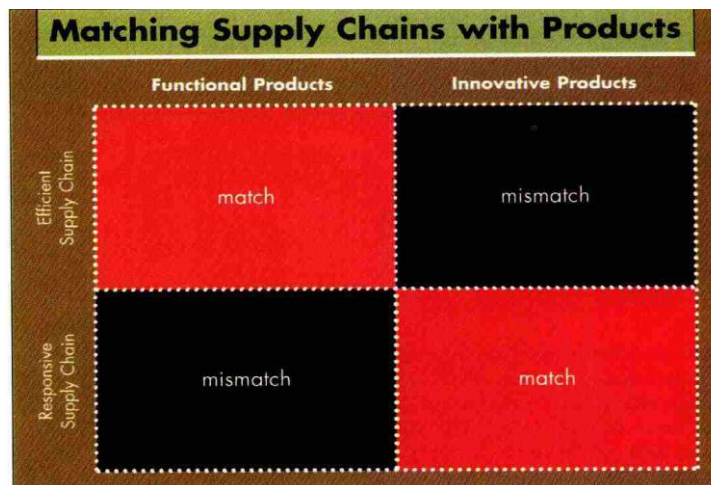 Matching Supply Chains with Products
Functional Products
Innovative Products
Efficient
Supply Chain
match
mismatch
Responsive
Supply Chain
mismatch
match